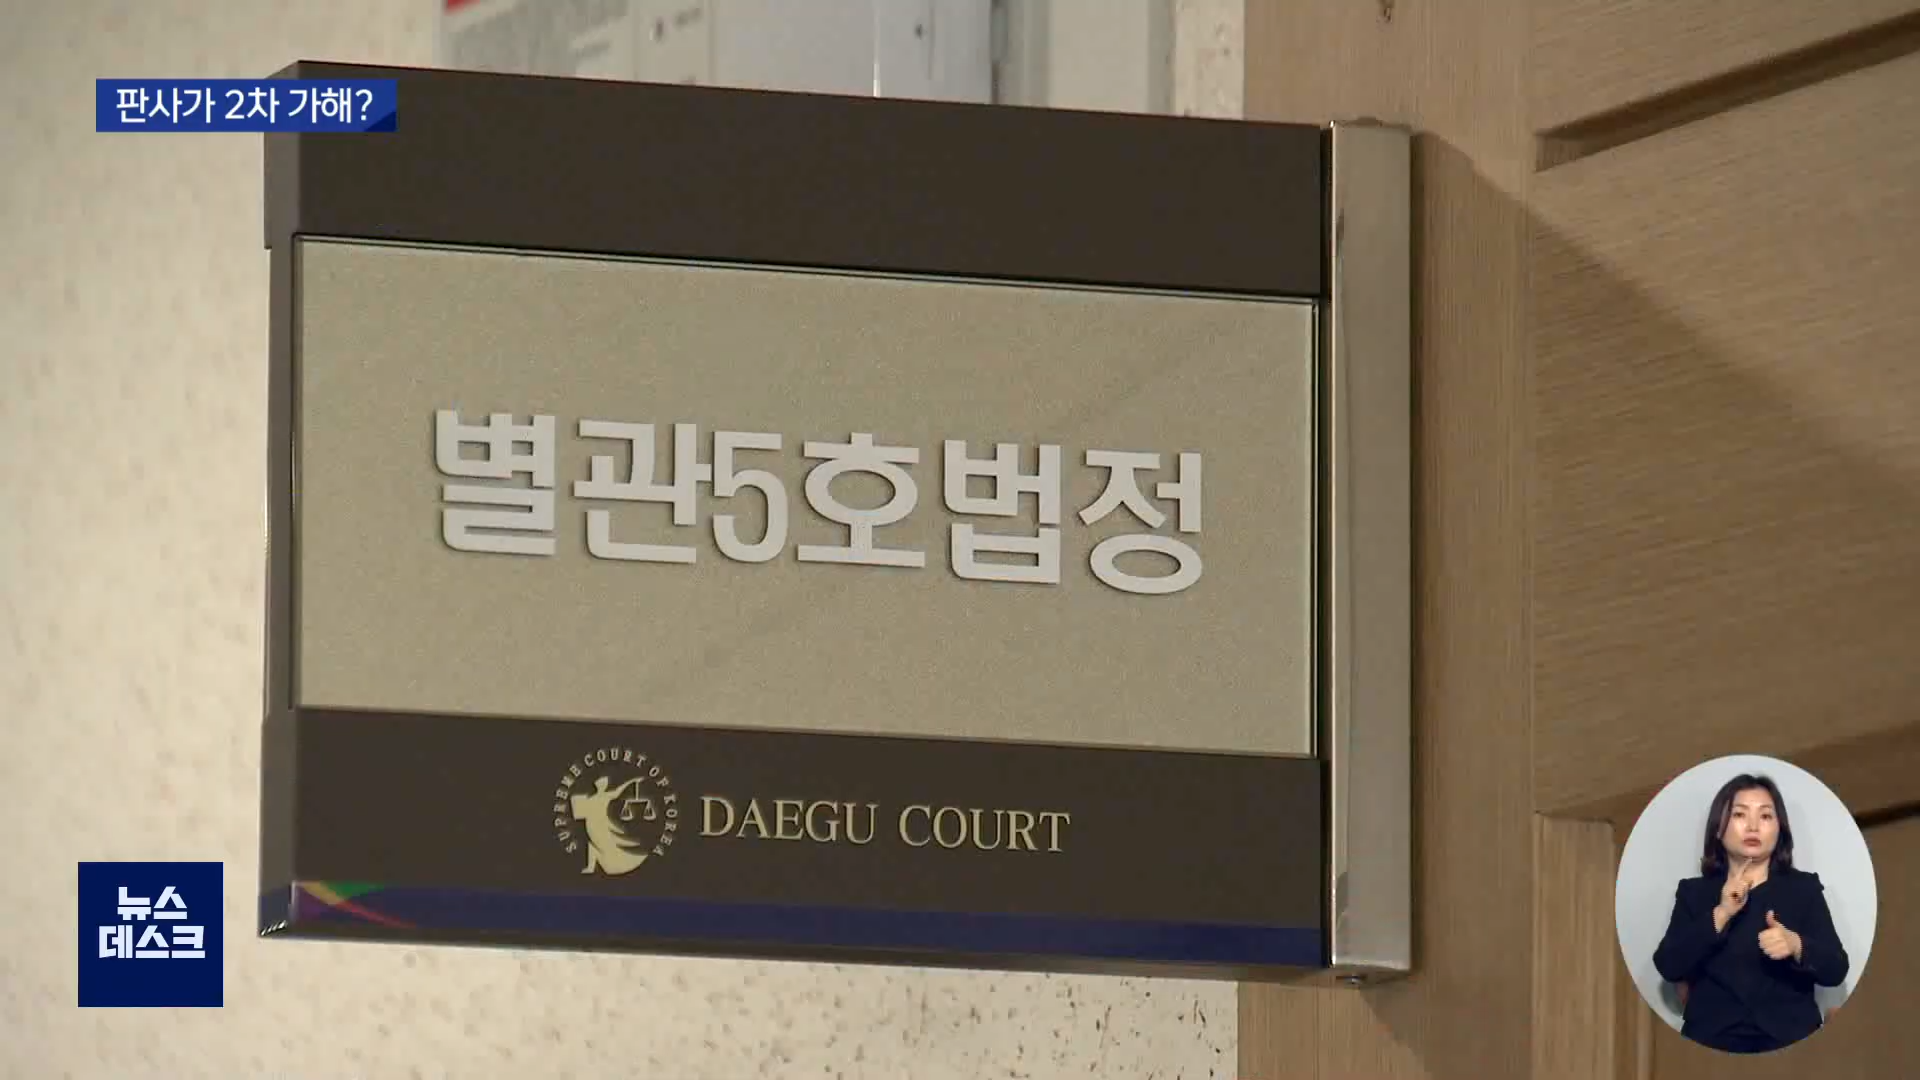 판사가 2차 가해?
별관5호법정
SUPREME COURT OF KOREA
DAEGU COURT
뉴스
데스크